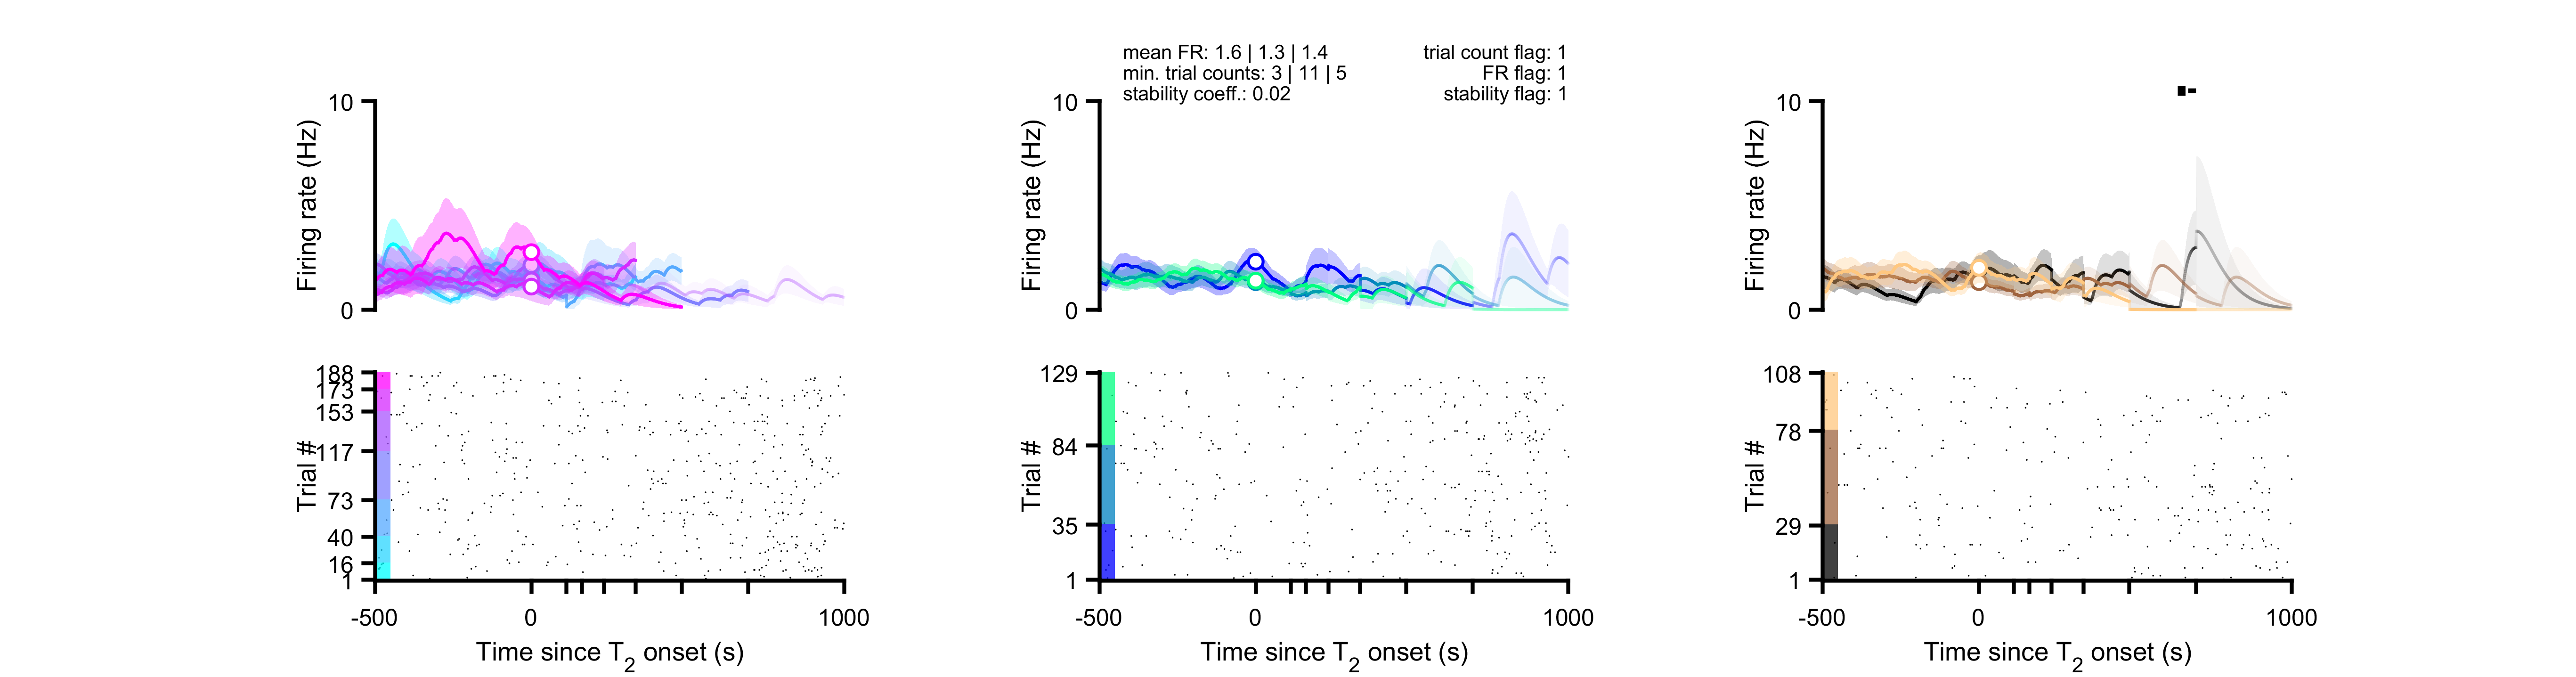 mean FR: 1.6 | 1.3 | 1.4
min. trial counts: 3 | 11 | 5
stability coeff.: 0.02
trial count flag: 1
FR flag: 1
stability flag: 1
10
Firing rate (Hz)
0
10
Firing rate (Hz)
0
10
Firing rate (Hz)
0
188
173
153
117
73
40
16
1
Trial #
-500
0
1000
Time since T2 onset (s)
129
84
35
1
Trial #
-500
0
1000
Time since T2 onset (s)
108
78
29
1
Trial #
-500
0
1000
Time since T2 onset (s)